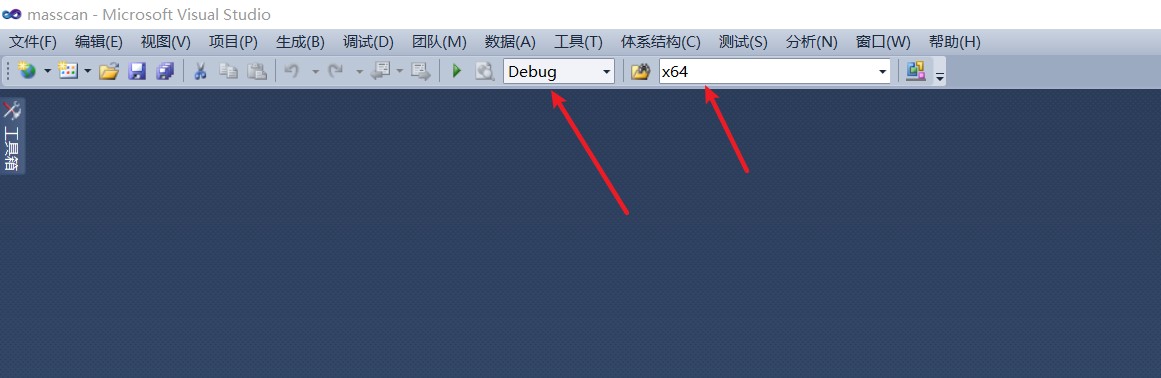 masscan - Microsoft Visual Studio
文件(F) 编辑(E) 视图(V) 项目(P) 生成(B) 调试(D) 团队(M) 数据(A) 工具(T) 体系结构(C) 测试(S) 分析(N) 窗口(W) 帮助(H)
Debug x64
工具箱